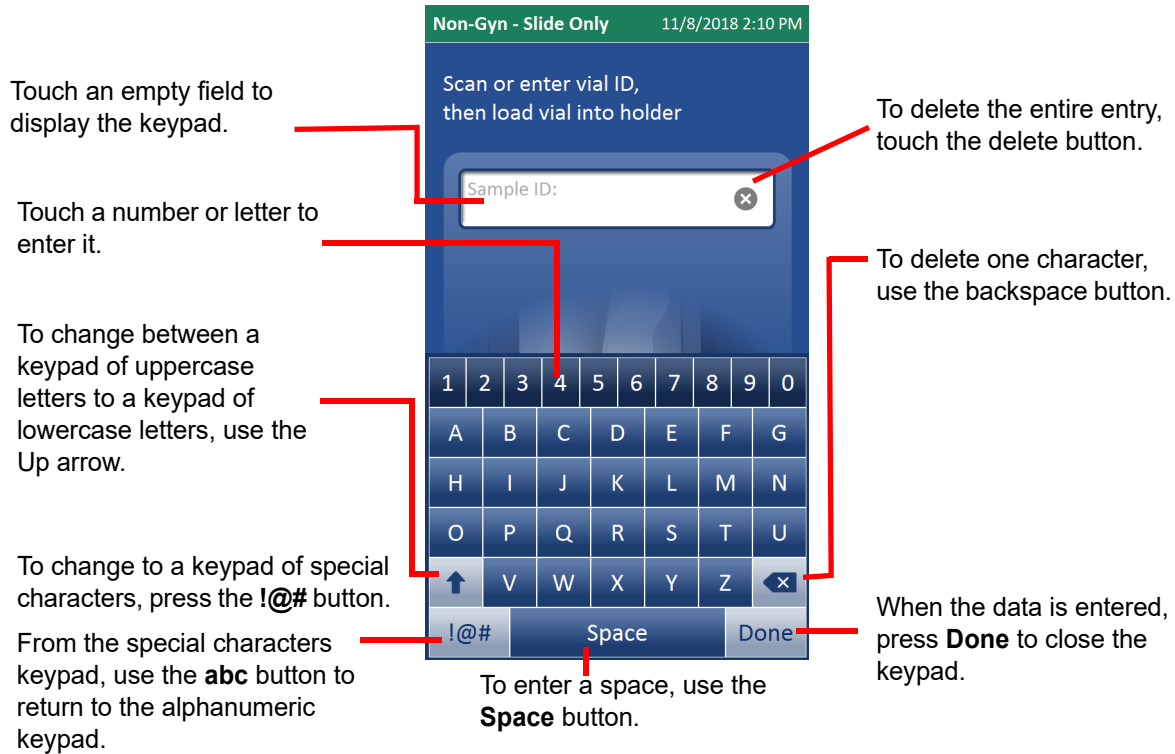 Non-Gyn - Slide Only 11/8/2018 2:10 PM
Scan or enter vial ID,
then load vial into holder
Sample ID:
Touch an empty field to
display the keypad.
Touch a number or letter to
enter it.
To change between a
keypad of uppercase
letters to a keypad of
lowercase letters, use the
Up arrow.
To change to a keypad of special
characters, press the !@# button.
From the special characters
keypad, use the abc button to
return to the alphanumeric
keypad.
1 2 3 4 5 6 7 8 9 0
A B C D E F G
H I J K L M N
O P Q R S T U
V W X Y Z
!@# Space Done
To enter a space, use the
Space button.
To delete the entire entry,
touch the delete button.
To delete one character,
use the backspace button.
When the data is entered,
press Done to close the
keypad.